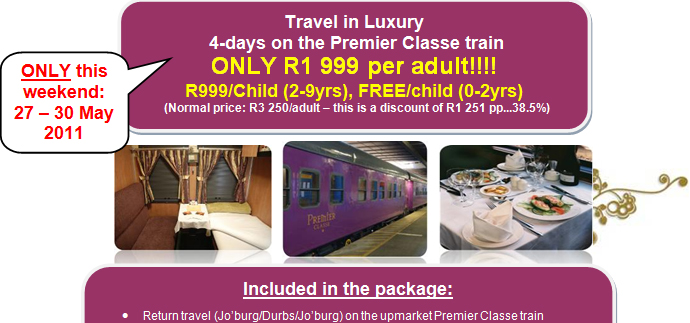 Travel in Luxury
4-days on the Premier Classe train
ONLY R1 999 per adult!!!!
R999/Child (2-9yrs), FREE/child (0-2yrs)
(Normal price: R3 250/adult – this is a discount of R1 251 pp...38.5%)
ONLY this
weekend:
27 – 30 May
2011
PREMIER
CLASSE
Included in the package:
• Return travel (Jo'burg/Durbs/Jo'burg) on the upmarket Premier Classe train